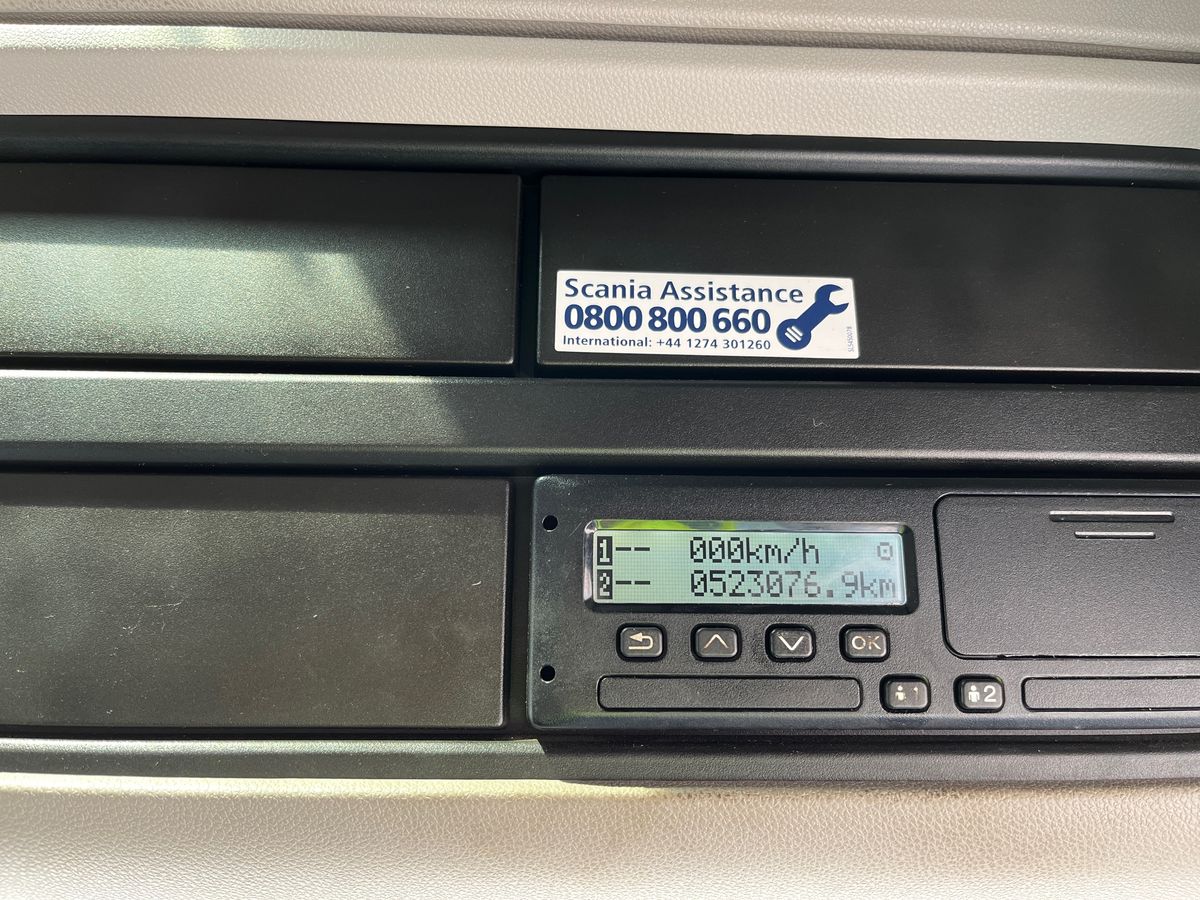 Scania Assistance
0800 800 660
International: +44 1274 301260
1-- 000km/h
2-- 0523076.9km
OK
1
2